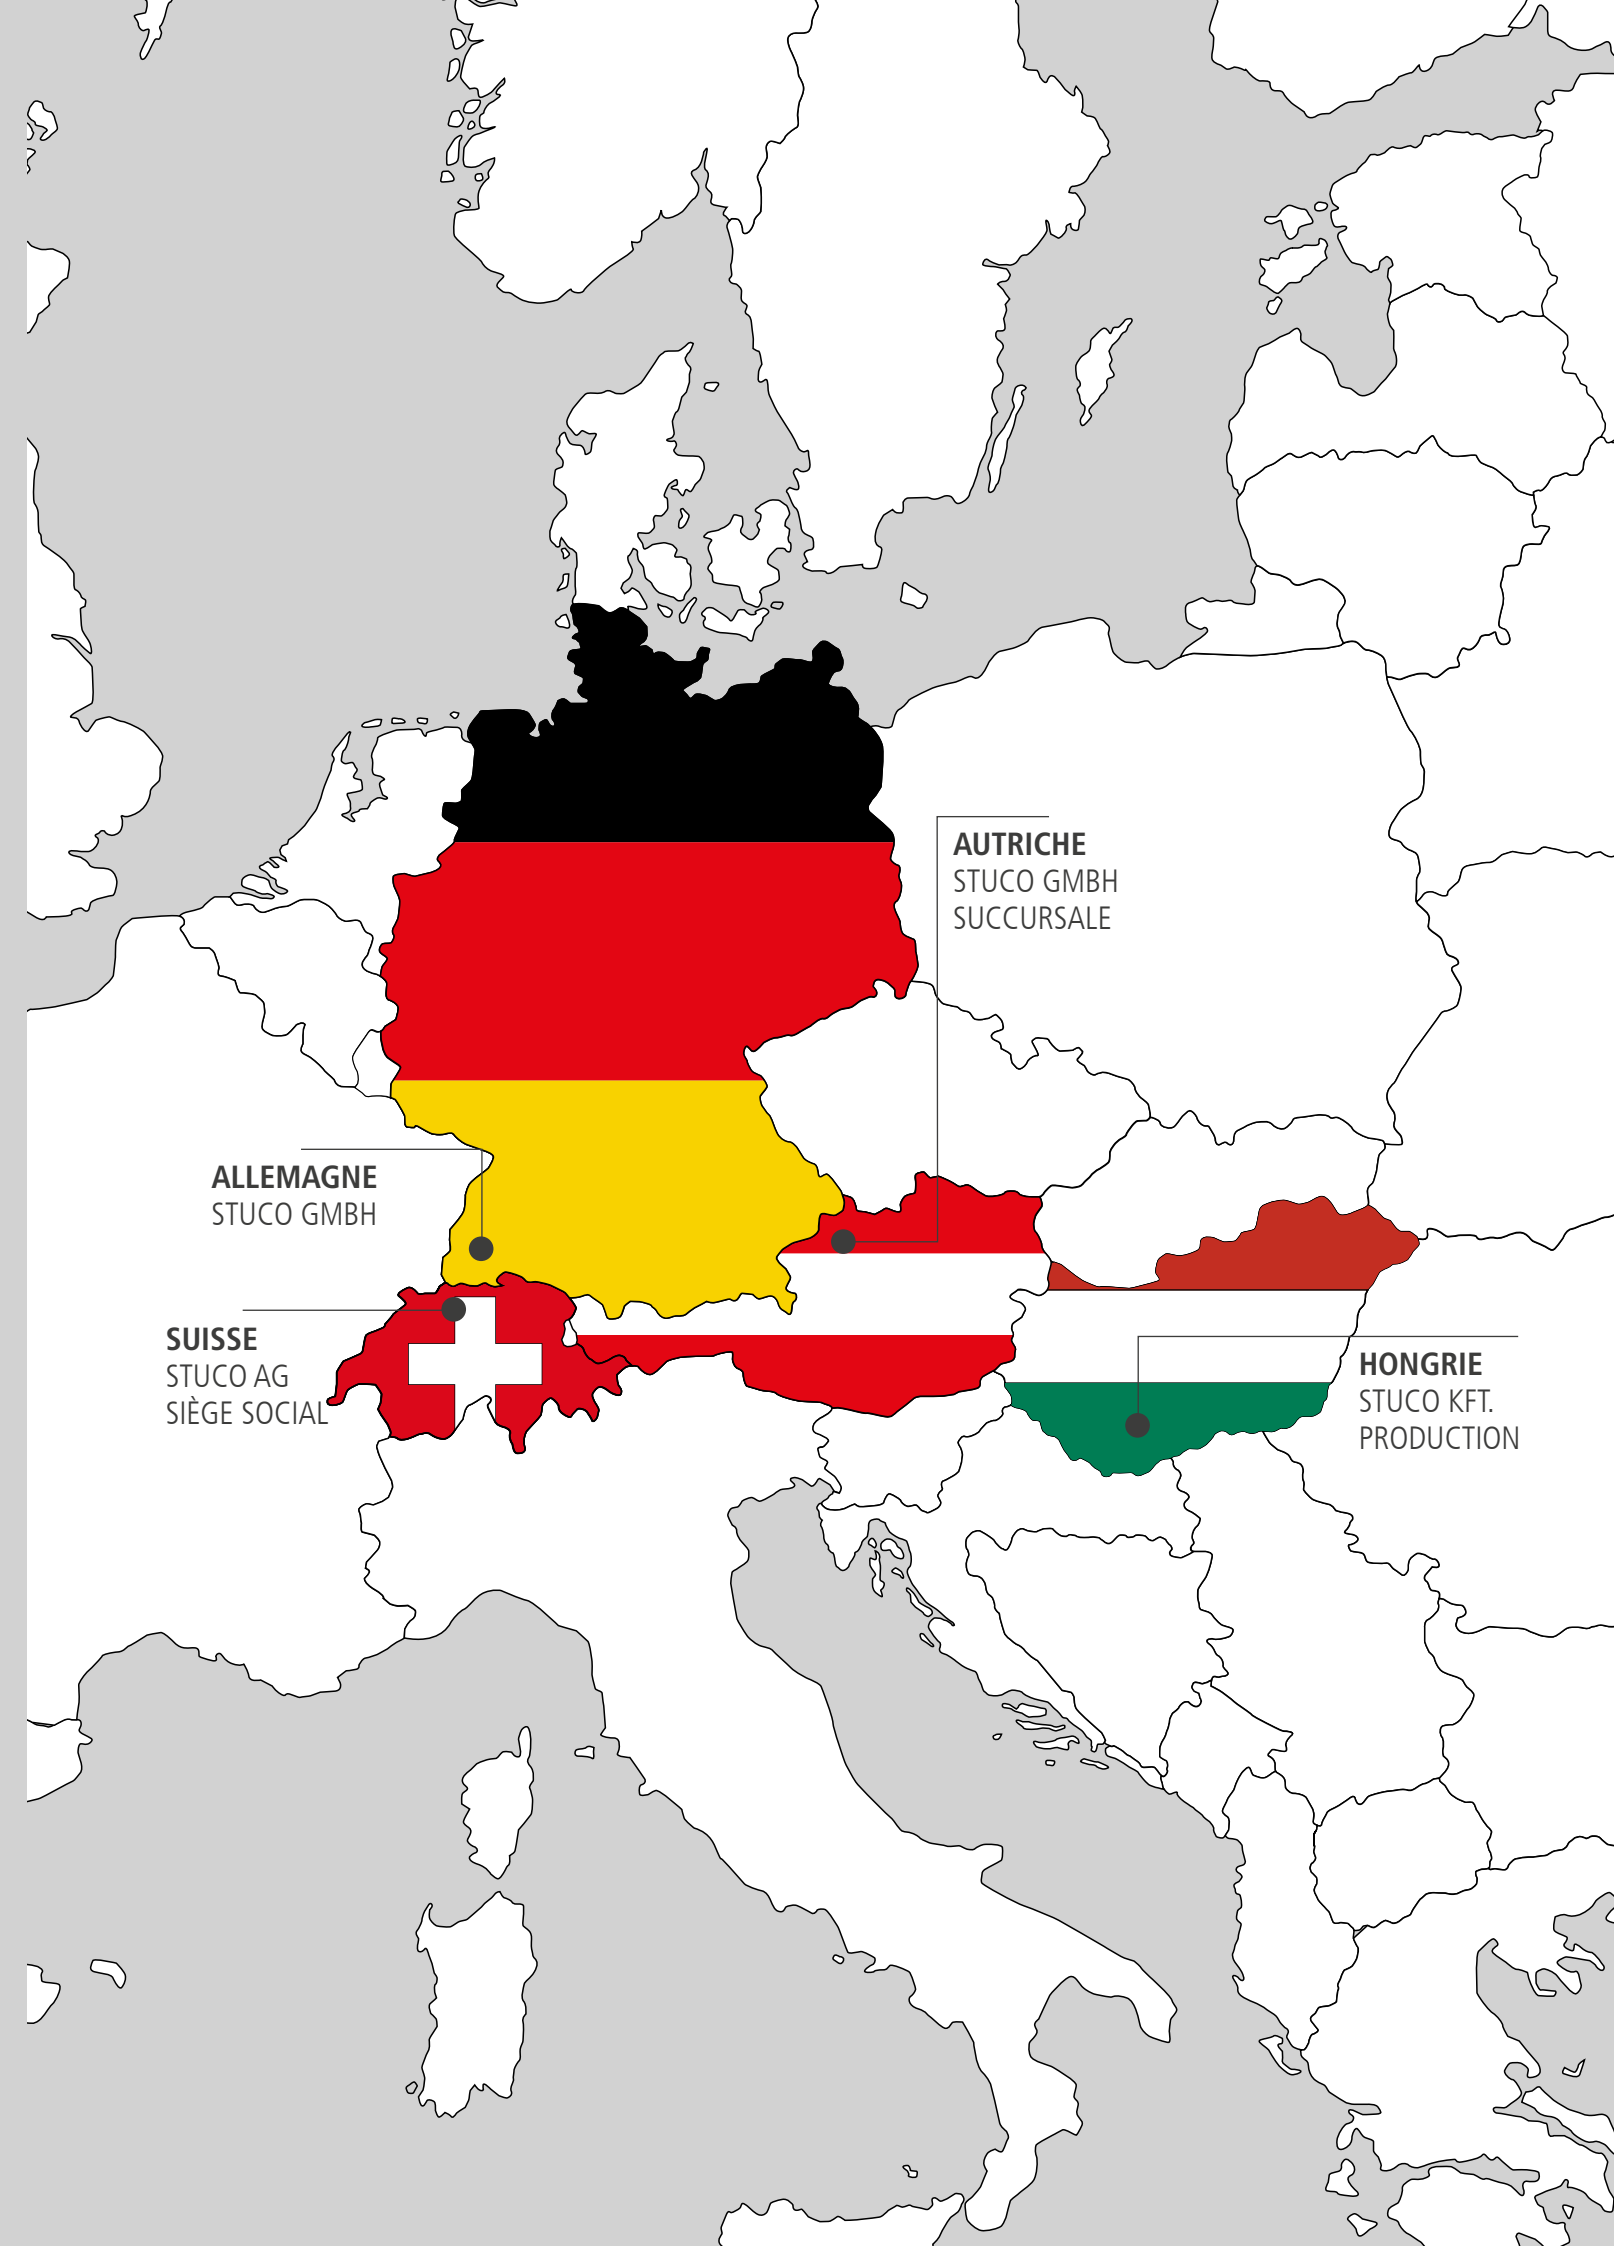 AUTRICHE
STUCO GMBH
SUCCURSALE
ALLEMAGNE
STUCO GMBH
SUISSE
STUCO AG
SIÈGE SOCIAL
HONGRIE
STUCO KFT.
PRODUCTION